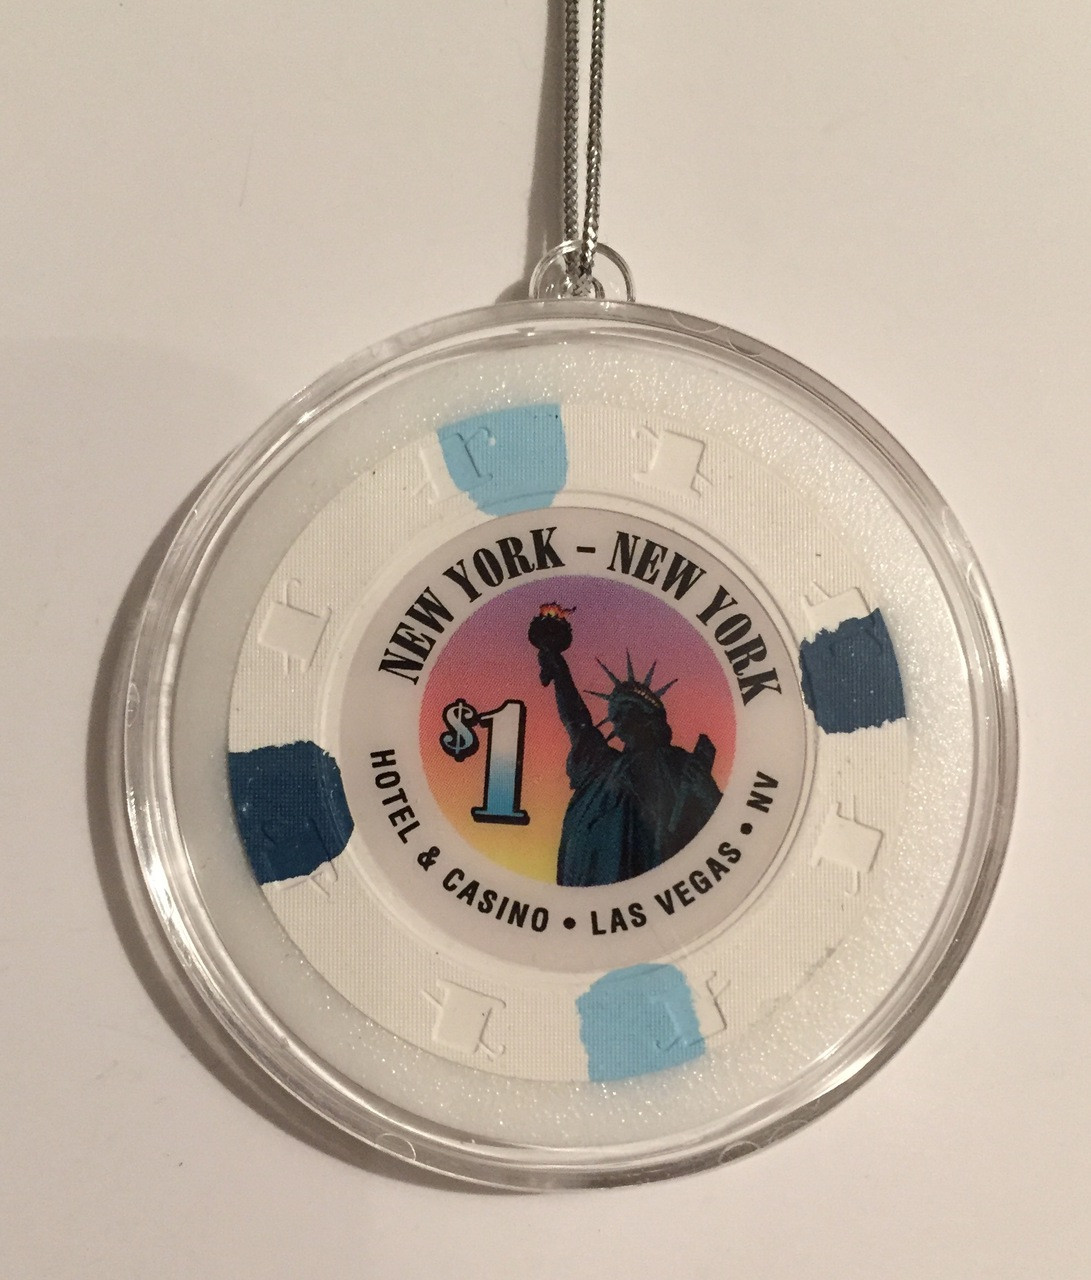 NEW YORK - NEW YORK
$1
HOTEL & CASINO • LAS VEGAS • NV